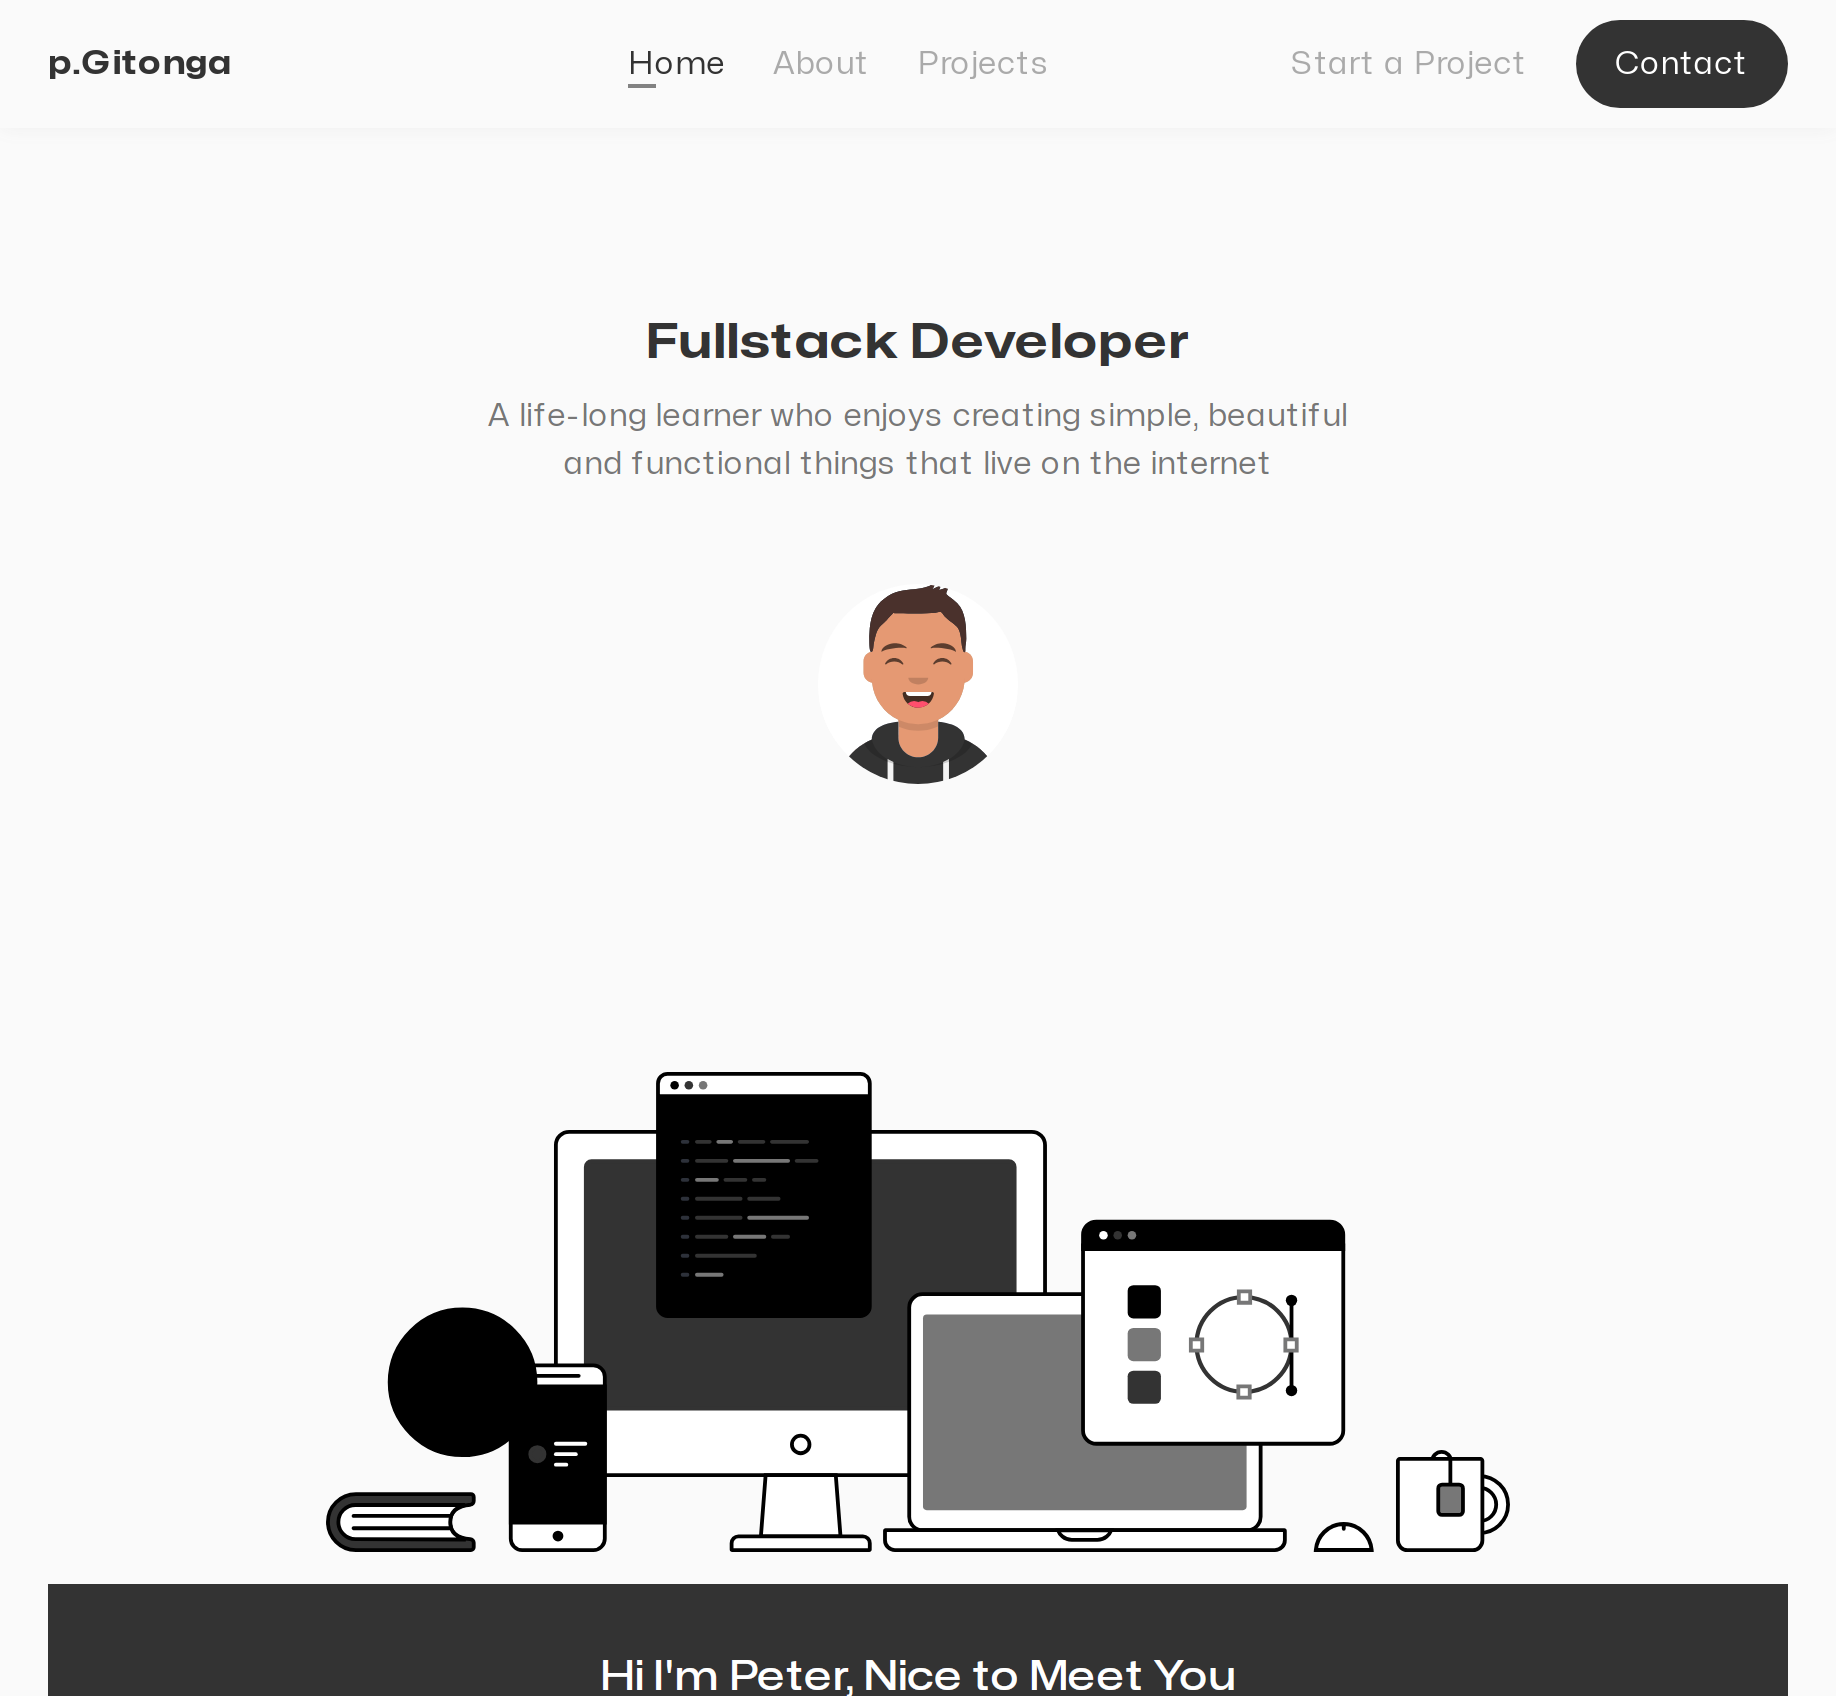 p.Gitonga
Home About Projects
Start a Project
Contact
Fullstack Developer
A life-long learner who enjoys creating simple, beautiful
and functional things that live on the internet
Hi I'm Peter, Nice to Meet You